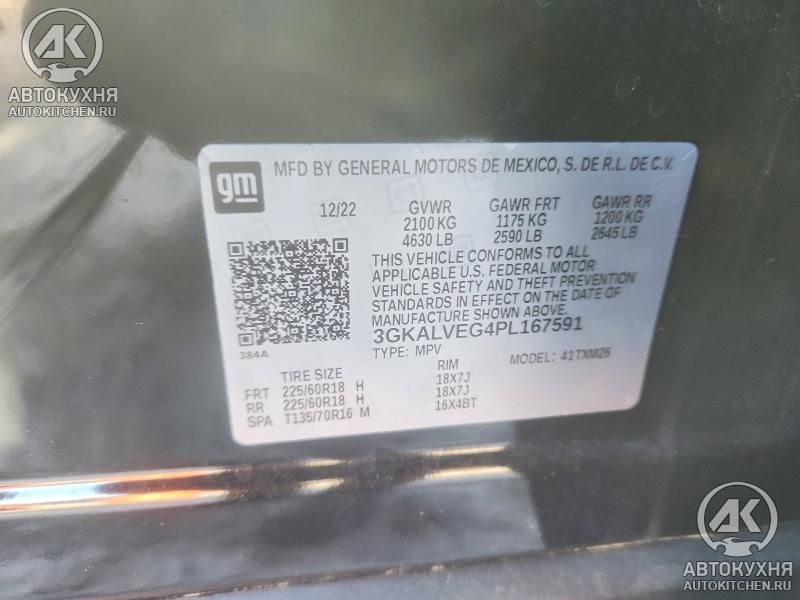 АК
АВТОКУХНЯ
AUTOKITCHEN.RU
gm
MFD BY GENERAL MOTORS DE MEXICO, S. DE R.L. DE C.V.
12/22 GVWR GAWR FRT GAWR RR
2100 KG 1175 KG 1200 KG
4630 LB 2590 LB 2645 LB
THIS VEHICLE CONFORMS TO ALL
APPLICABLE U.S. FEDERAL MOTOR
VEHICLE SAFETY AND THEFT PREVENTION
STANDARDS IN EFFECT ON THE DATE OF
MANUFACTURE SHOWN ABOVE.
3GKALVEG4PL167591
384A TYPE: MPV MODEL: 41TXM26
TIRE SIZE RIM
FRT 225/60R18 H 18X7J
RR 225/60R18 H 18X7J
SPA T135/70R16 M 16X4BT
АК
АВТОКУХНЯ
AUTOKITCHEN.RU